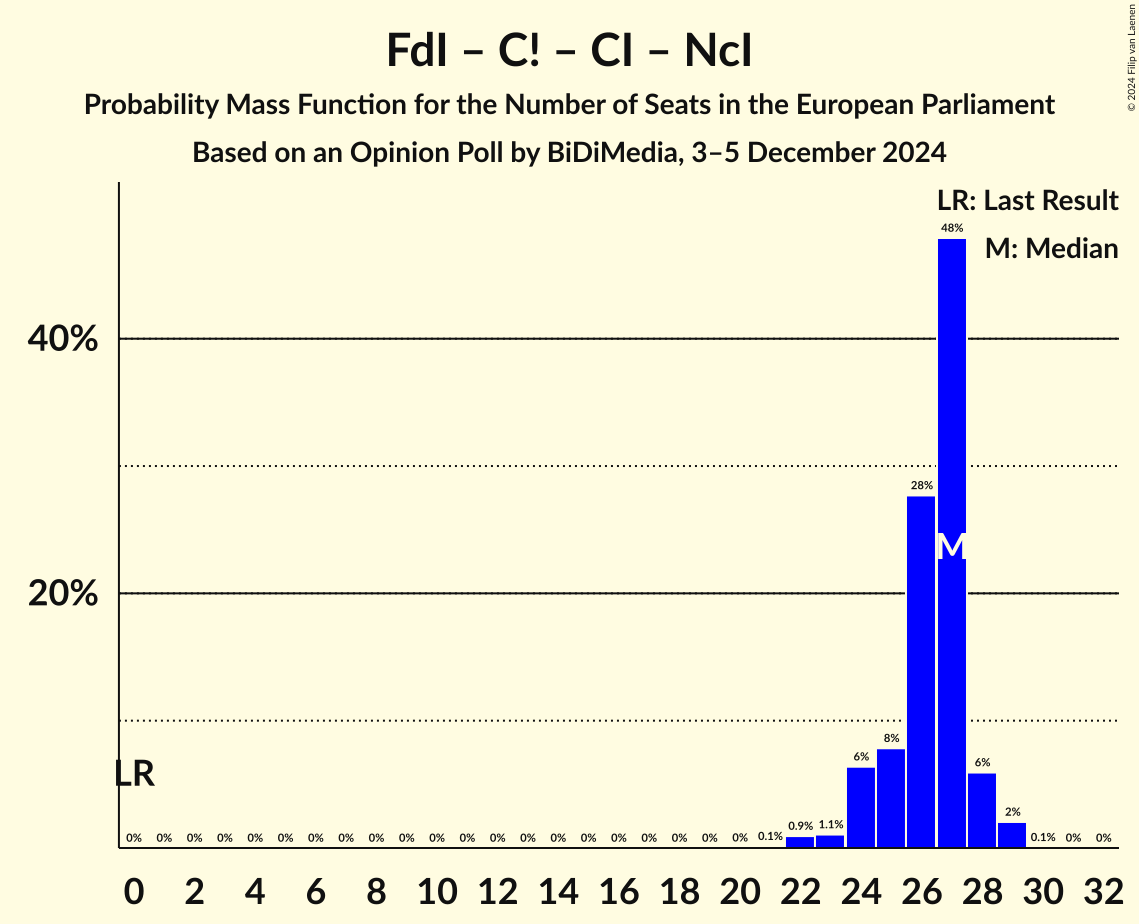 FdI – C! – CI – NcI
Probability Mass Function for the Number of Seats in the European Parliament
Based on an Opinion Poll by BiDiMedia, 3–5 December 2024
© 2024 Filip van Laenen
LR: Last Result
M: Median
40%
20%
LR
M
0% 0% 0% 0% 0% 0% 0% 0% 0% 0% 0% 0% 0% 0% 0% 0% 0% 0% 0% 0% 0% 0.1% 0.9% 1.1% 6% 8% 28% 48% 6% 2% 0.1% 0% 0%
0 2 4 6 8 10 12 14 16 18 20 22 24 26 28 30 32